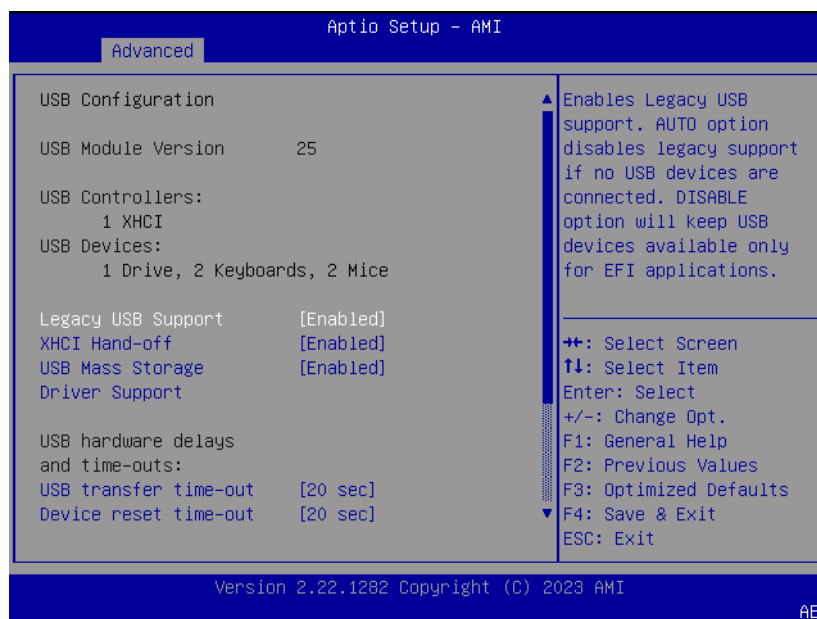 Aptio Setup – AMI
Advanced
USB Configuration
USB Module Version 25
USB Controllers:
1 XHCI
USB Devices:
1 Drive, 2 Keyboards, 2 Mice
Legacy USB Support [Enabled]
XHCI Hand-off [Enabled]
USB Mass Storage [Enabled]
Driver Support
USB hardware delays
and time-outs:
USB transfer time-out [20 sec]
Device reset time-out [20 sec]
Enables Legacy USB
support. AUTO option
disables legacy support
if no USB devices are
connected. DISABLE
option will keep USB
devices available only
for EFI applications.
→←: Select Screen
↑↓: Select Item
Enter: Select
+/-: Change Opt.
F1: General Help
F2: Previous Values
F3: Optimized Defaults
F4: Save & Exit
ESC: Exit
Version 2.22.1282 Copyright (C) 2023 AMI